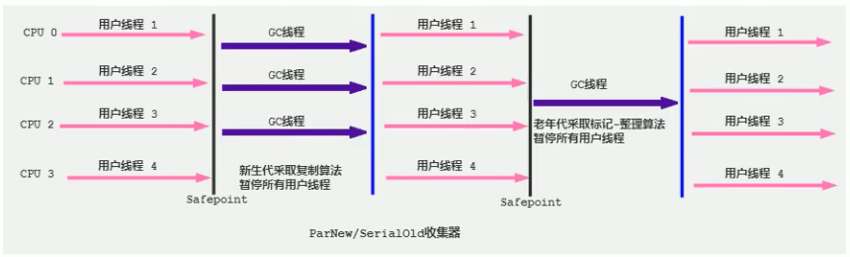 CPU 0 用户线程 1 GC线程 用户线程 1 用户线程 1
CPU 1 用户线程 2 GC线程 用户线程 2 GC线程 用户线程 2
CPU 2 用户线程 3 GC线程 用户线程 3 老年代采取标记-整理算法 用户线程 3
暂停所有用户线程
CPU 3 用户线程 4 新生代采取复制算法 用户线程 4 用户线程 4
暂停所有用户线程
Safepoint Safepoint
ParNew/SerialOld收集器